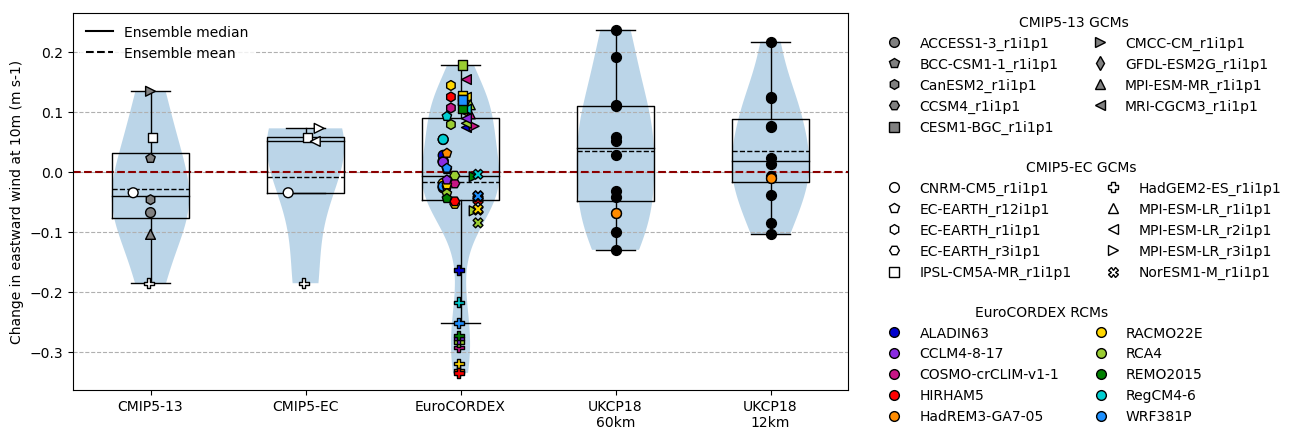 Change in eastward wind at 10m (m s-1)
0.2
0.1
0.0
−0.1
−0.2
−0.3
Ensemble median
Ensemble mean
CMIP5-13
CMIP5-EC
EuroCORDEX
UKCP18
60km
UKCP18
12km
CMIP5-13 GCMs
ACCESS1-3_r1i1p1
BCC-CSM1-1_r1i1p1
CanESM2_r1i1p1
CCSM4_r1i1p1
CESM1-BGC_r1i1p1
CMCC-CM_r1i1p1
GFDL-ESM2G_r1i1p1
MPI-ESM-MR_r1i1p1
MRI-CGCM3_r1i1p1
CMIP5-EC GCMs
CNRM-CM5_r1i1p1
EC-EARTH_r12i1p1
EC-EARTH_r1i1p1
EC-EARTH_r3i1p1
IPSL-CM5A-MR_r1i1p1
HadGEM2-ES_r1i1p1
MPI-ESM-LR_r1i1p1
MPI-ESM-LR_r2i1p1
MPI-ESM-LR_r3i1p1
NorESM1-M_r1i1p1
EuroCORDEX RCMs
ALADIN63
CCLM4-8-17
COSMO-crCLIM-v1-1
HIRHAM5
HadREM3-GA7-05
RACMO22E
RCA4
REMO2015
RegCM4-6
WRF381P